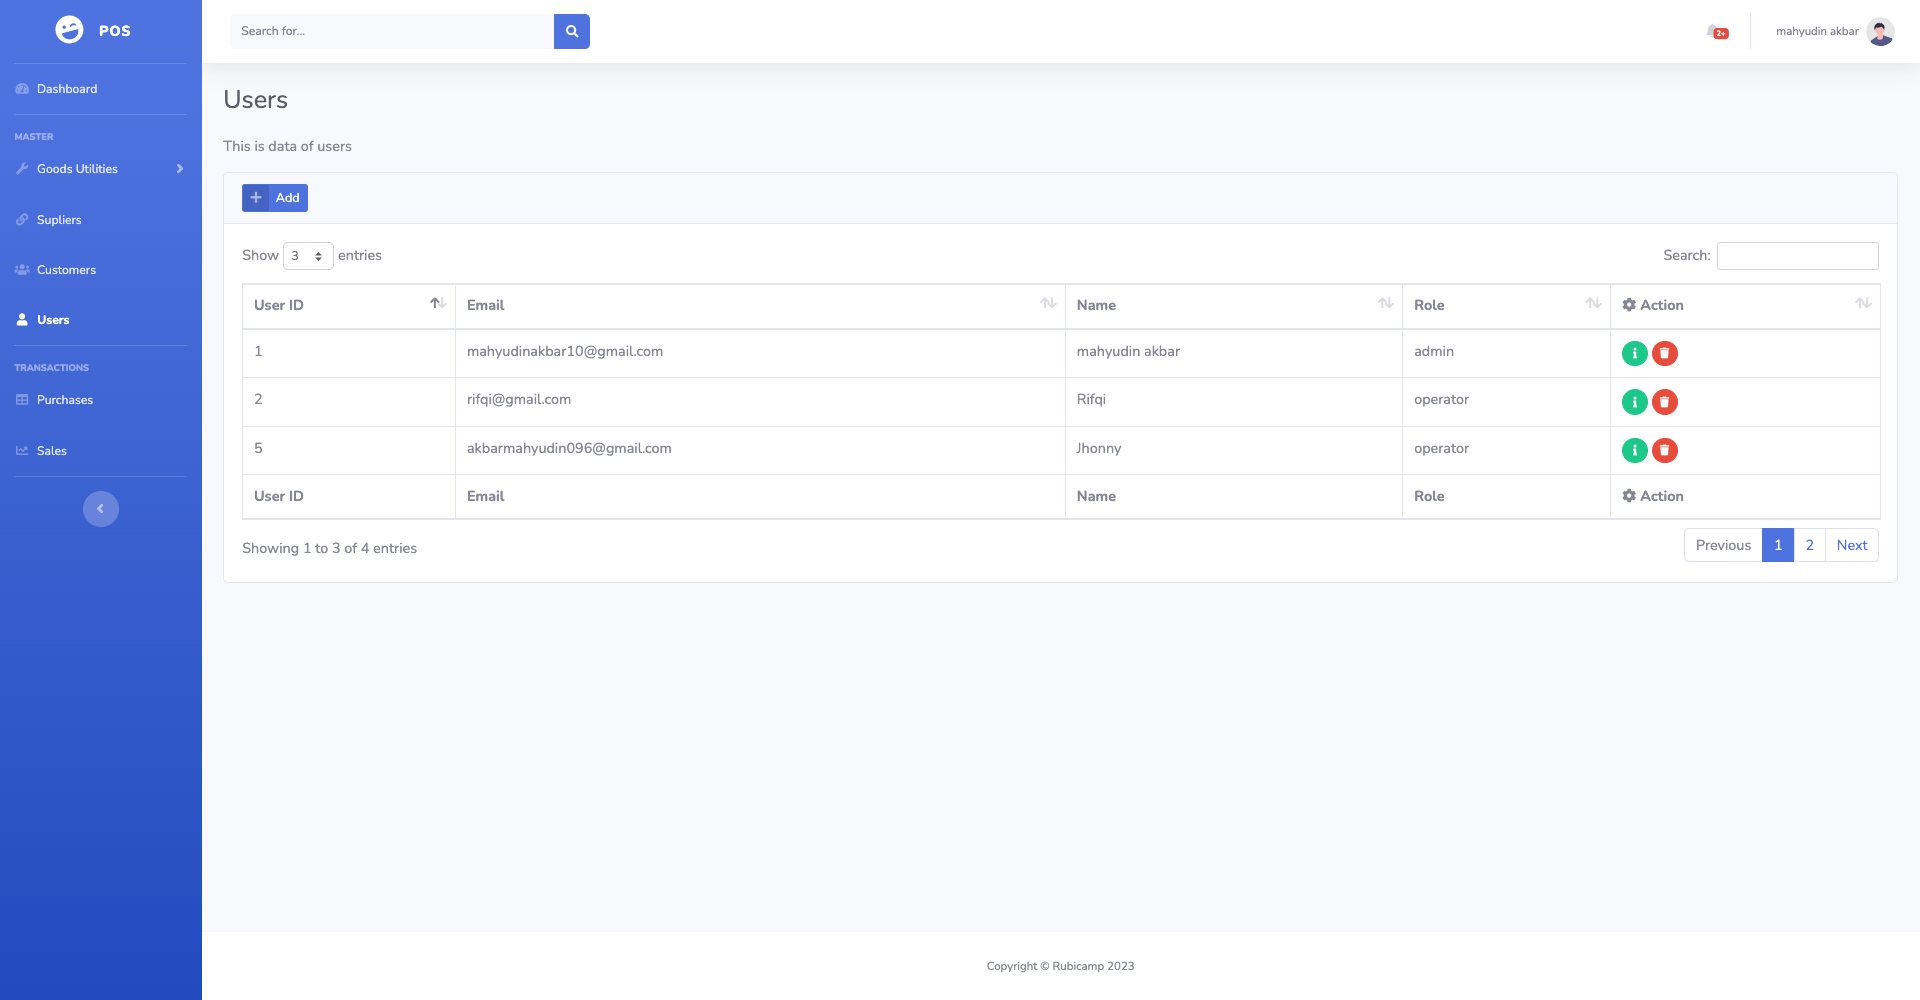 POS
Search for...
2+
mahyudin akbar
Dashboard
MASTER
Goods Utilities
Supliers
Customers
Users
TRANSACTIONS
Purchases
Sales
Users
This is data of users
Add
Show 3 entries
Search:
User ID Email Name Role Action
1 mahyudinakbar10@gmail.com mahyudin akbar admin
2 rifqi@gmail.com Rifqi operator
5 akbarmahyudin096@gmail.com Jhonny operator
User ID Email Name Role Action
Showing 1 to 3 of 4 entries
Previous 1 2 Next
Copyright © Rubicamp 2023